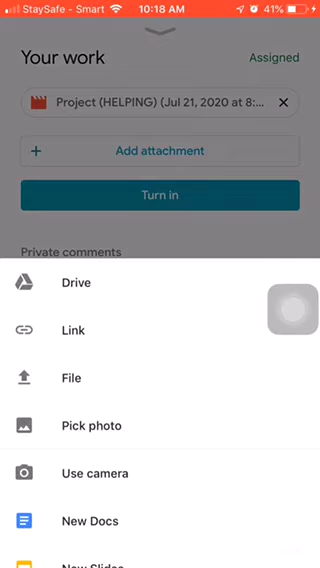 StaySafe - Smart 10:18 AM 41%
Your work Assigned
Project (HELPING) (Jul 21, 2020 at 8:...
Add attachment
Turn in
Private comments
Drive
Link
File
Pick photo
Use camera
New Docs
New Slides